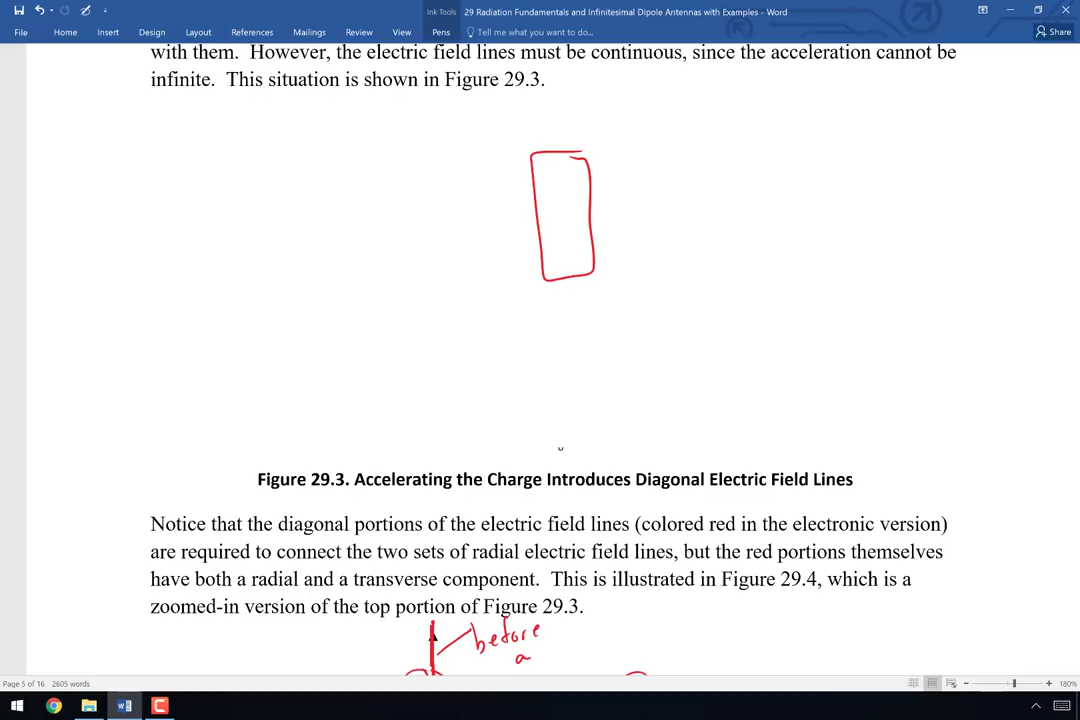 Ink Tools 29 Radiation Fundamentals and Infinitesimal Dipole Antennas with Examples - Word
File Home Insert Design Layout References Mailings Review View Pens Tell me what you want to do... Share
with them. However, the electric field lines must be continuous, since the acceleration cannot be
infinite. This situation is shown in Figure 29.3.
Figure 29.3. Accelerating the Charge Introduces Diagonal Electric Field Lines
Notice that the diagonal portions of the electric field lines (colored red in the electronic version)
are required to connect the two sets of radial electric field lines, but the red portions themselves
have both a radial and a transverse component. This is illustrated in Figure 29.4, which is a
zoomed-in version of the top portion of Figure 29.3.
before
a
Page 5 of 16 2605 words 180%